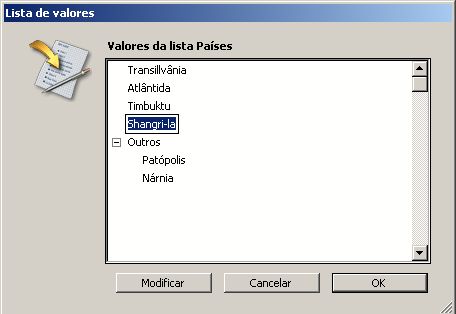 Lista de valores
Valores da lista Países
Transillvânia
Atlântida
Timbuktu
Shangri-la
Outros
Patópolis
Nárnia
Modificar
Cancelar
OK